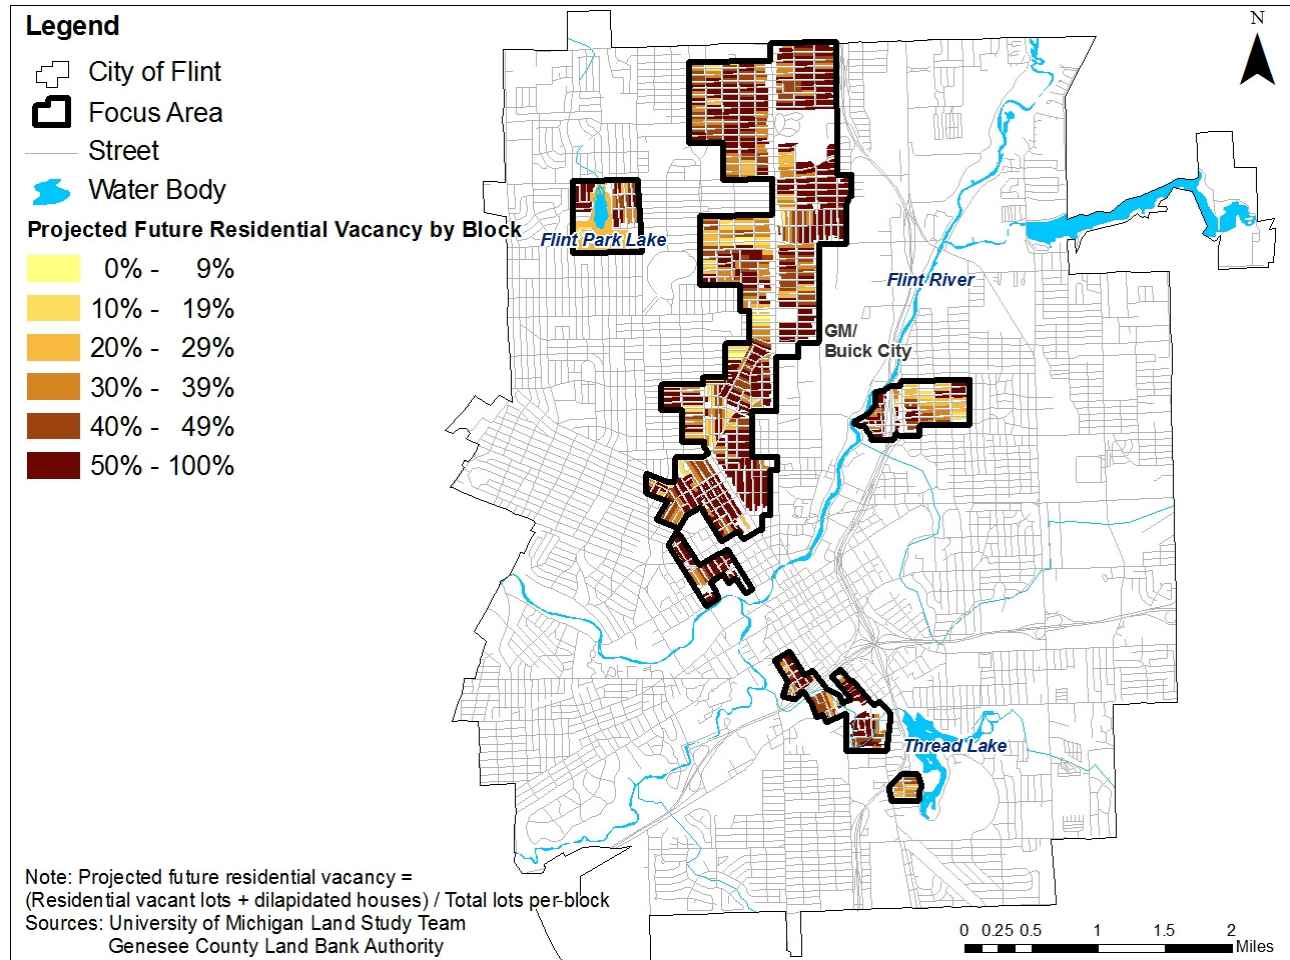 Legend
City of Flint
Focus Area
Street
Water Body
Projected Future Residential Vacancy by Block
0% - 9%
10% - 19%
20% - 29%
30% - 39%
40% - 49%
50% - 100%
N
Flint Park Lake
Flint River
GM/
Buick City
Thread Lake
Note: Projected future residential vacancy =
(Residential vacant lots + dilapidated houses) / Total lots per-block
Sources: University of Michigan Land Study Team
Genesee County Land Bank Authority
0 0.25 0.5 1 1.5 2
Miles